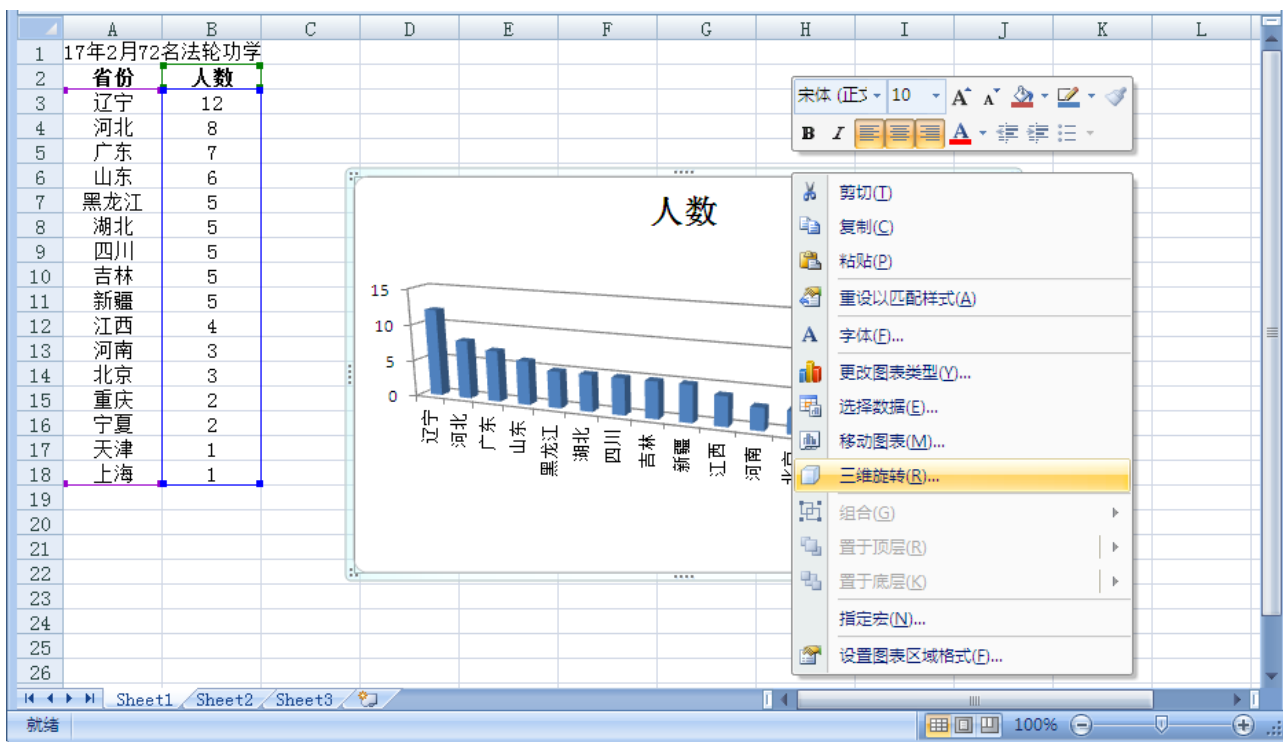 A B C D E F G H I J K L
1 17年2月72名法轮功学
2 省份 人数
3 辽宁 12
4 河北 8
5 广东 7
6 山东 6
7 黑龙江 5
8 湖北 5
9 四川 5
10 吉林 5
11 新疆 5
12 江西 4
13 河南 3
14 北京 3
15 重庆 2
16 宁夏 2
17 天津 1
18 上海 1
19
20
21
22
23
24
25
26
人数
15
10
5
0
辽宁 河北 广东 山东 黑龙江 湖北 四川 吉林 新疆 江西 河南
宋体 (正文 10 A A
B I A
剪切(T)
复制(C)
粘贴(P)
重设以匹配样式(A)
字体(F)...
更改图表类型(Y)...
选择数据(E)...
移动图表(M)...
三维旋转(R)...
组合(G)
置于顶层(R)
置于底层(K)
指定宏(N)...
设置图表区域格式(F)...
Sheet1 Sheet2 Sheet3
就绪 100%